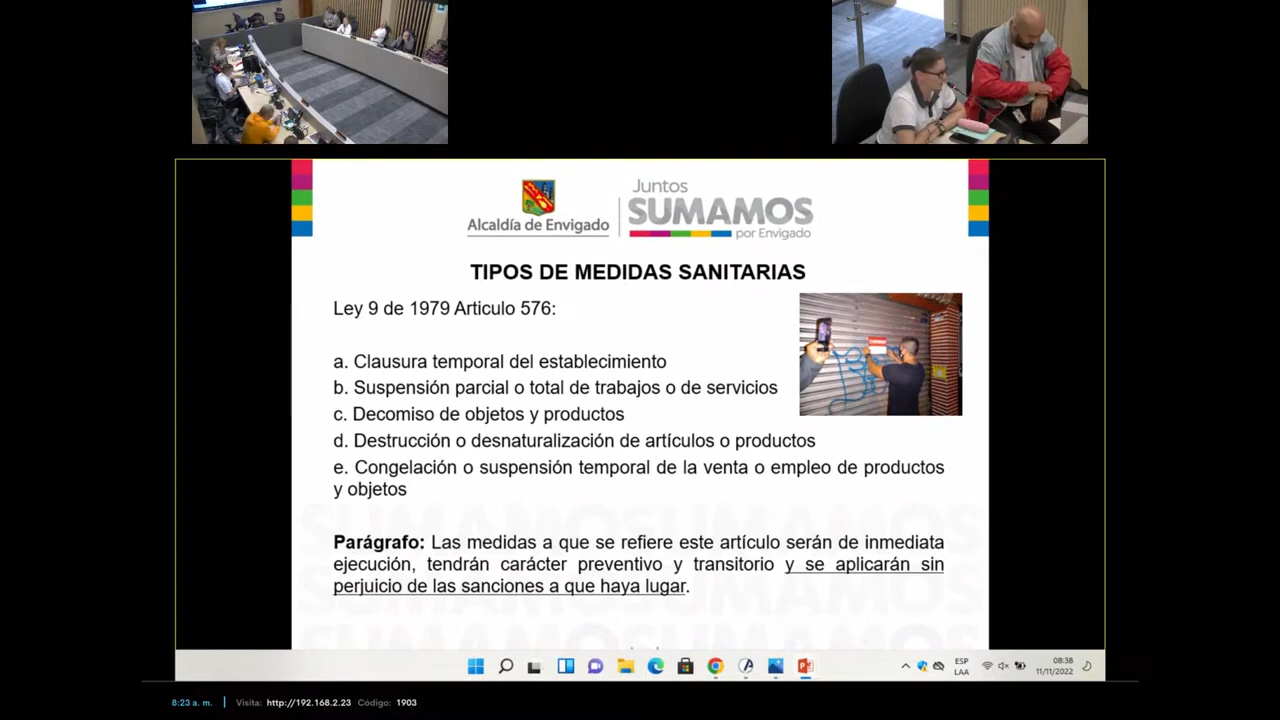 Alcaldía de Envigado
Juntos
SUMAMOS
por Envigado
TIPOS DE MEDIDAS SANITARIAS
Ley 9 de 1979 Articulo 576:
a. Clausura temporal del establecimiento
b. Suspensión parcial o total de trabajos o de servicios
c. Decomiso de objetos y productos
d. Destrucción o desnaturalización de artículos o productos
e. Congelación o suspensión temporal de la venta o empleo de productos
y objetos
Parágrafo: Las medidas a que se refiere este artículo serán de inmediata
ejecución, tendrán carácter preventivo y transitorio y se aplicarán sin
perjuicio de las sanciones a que haya lugar.
SUMAMOS
ESP
LAA
08:38
11/11/2022
8:23 a. m. | Visita: http://192.168.2.23 Código: 1903